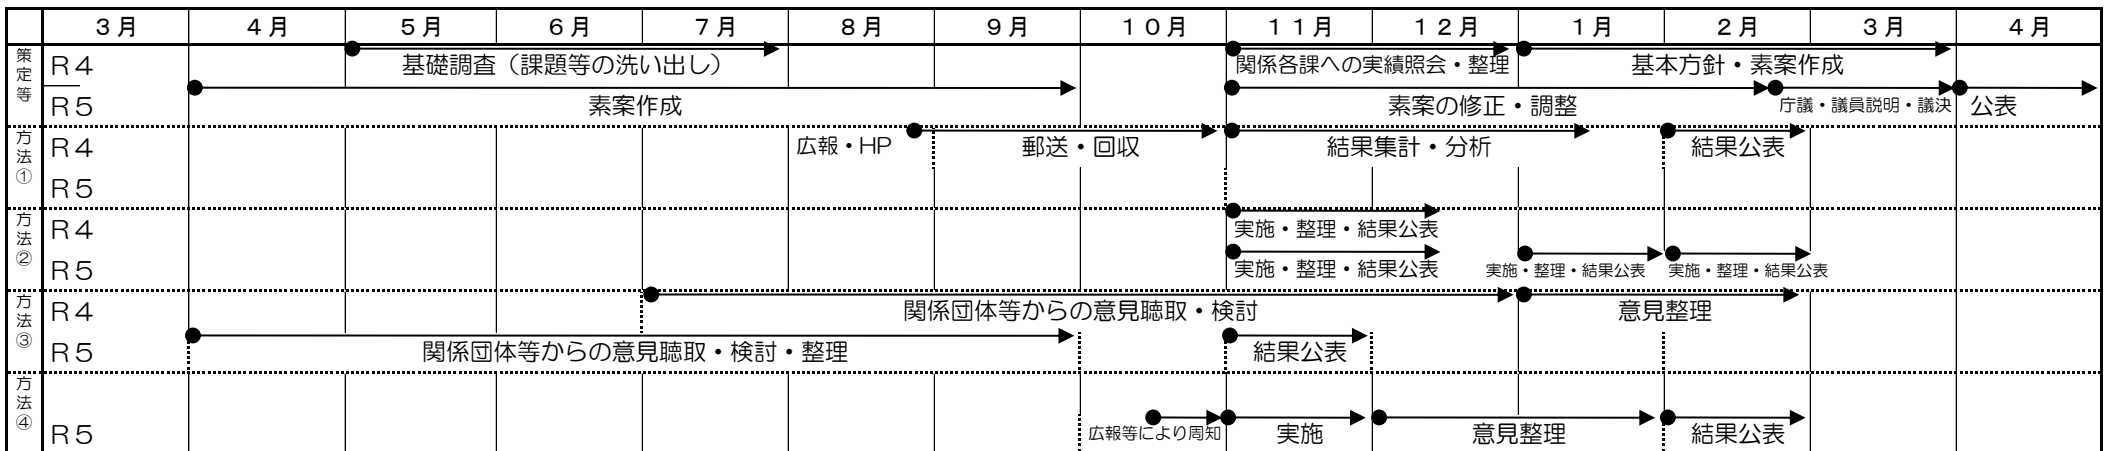 ３月 ４月 ５月 ６月 ７月 ８月 ９月 １０月 １１月 １２月 １月 ２月 ３月 ４月
策定等
Ｒ４ 基礎調査（課題等の洗い出し） 関係各課への実績照会・整理 基本方針・素案作成
Ｒ５ 素案作成 素案の修正・調整 庁議・議員説明・議決 公表
方法①
Ｒ４ 広報・HP 郵送・回収 結果集計・分析 結果公表
Ｒ５
方法②
Ｒ４ 実施・整理・結果公表
Ｒ５ 実施・整理・結果公表 実施・整理・結果公表 実施・整理・結果公表
方法③
Ｒ４ 関係団体等からの意見聴取・検討 意見整理
Ｒ５ 関係団体等からの意見聴取・検討・整理 結果公表
方法④
Ｒ５ 広報等により周知 実施 意見整理 結果公表